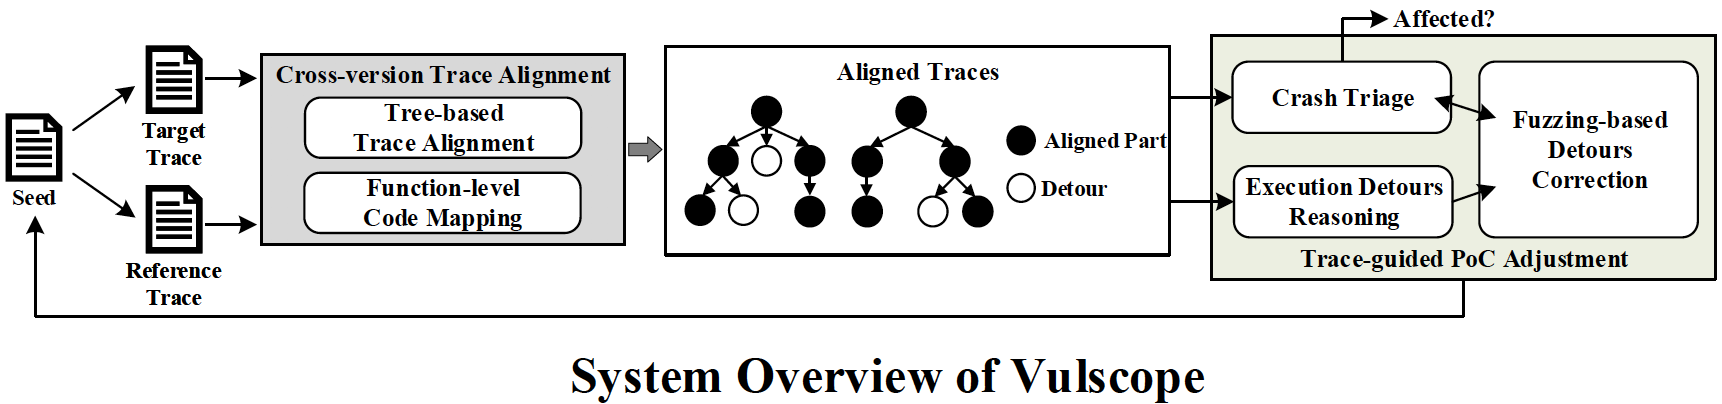 Seed
Target
Trace
Reference
Trace
Cross-version Trace Alignment
Tree-based
Trace Alignment
Function-level
Code Mapping
Aligned Traces
Aligned Part
Detour
Affected?
Crash Triage
Execution Detours
Reasoning
Fuzzing-based
Detours
Correction
Trace-guided PoC Adjustment
System Overview of Vulscope